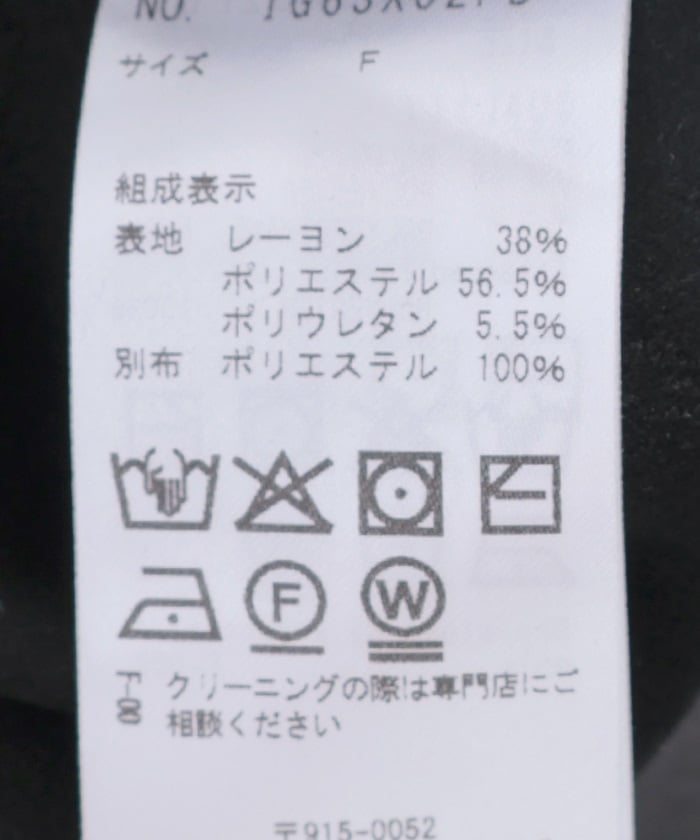 NO.
サイズ F
組成表示
表地 レーヨン 38%
ポリエステル 56.5%
ポリウレタン 5.5%
別布 ポリエステル 100%
F W
クリーニングの際は専門店にご
相談ください
〒915-0052